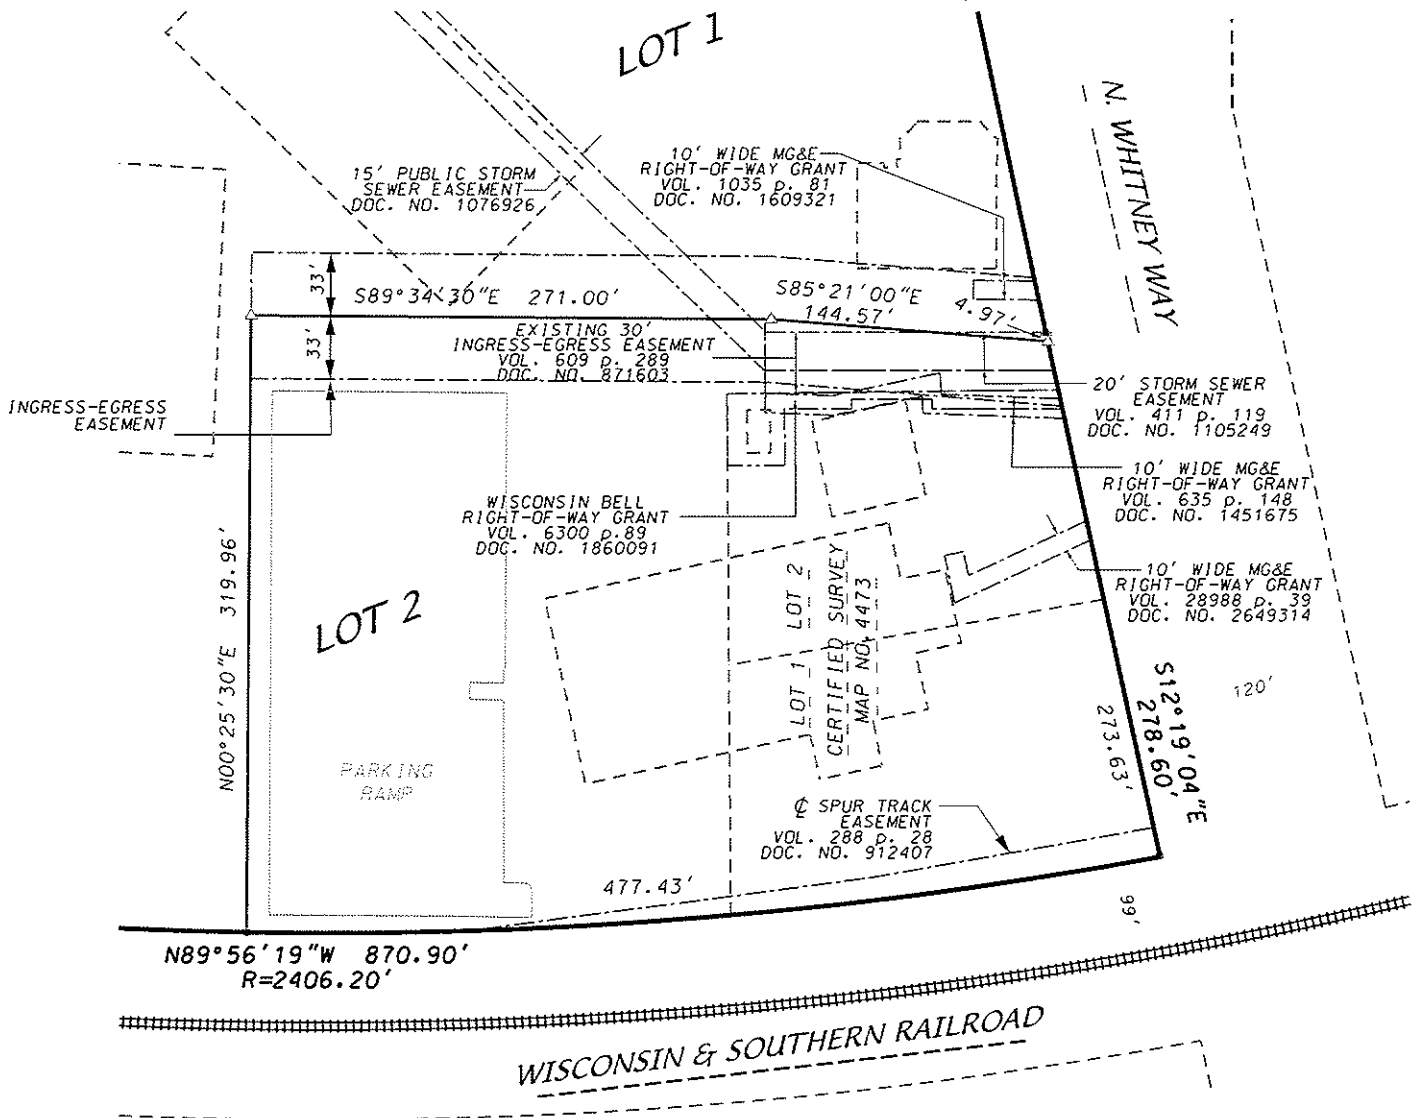 LOT 1
N. WHITNEY WAY
10' WIDE MG&E
RIGHT-OF-WAY GRANT
VOL. 1035 p. 81
DOC. NO. 1609321
15' PUBLIC STORM
SEWER EASEMENT
DOC. NO. 1076926
33'
S89°34'30"E 271.00'
S85°21'00"E
144.57'
4.97'
33'
EXISTING 30'
INGRESS-EGRESS EASEMENT
VOL. 609 p. 289
DOC. NO. 871603
INGRESS-EGRESS
EASEMENT
20' STORM SEWER
EASEMENT
VOL. 411 p. 119
DOC. NO. 1105249
10' WIDE MG&E
RIGHT-OF-WAY GRANT
VOL. 635 p. 148
DOC. NO. 1451675
WISCONSIN BELL
RIGHT-OF-WAY GRANT
VOL. 6300 p.89
DOC. NO. 1860091
10' WIDE MG&E
RIGHT-OF-WAY GRANT
VOL. 28988 p. 39
DOC. NO. 2649314
N00°25'30"E 319.96'
LOT 2
LOT 1 LOT 2
CERTIFIED SURVEY
MAP NO. 4473
S12°19'04"E
278.60'
273.63'
120'
PARKING
RAMP
℄ SPUR TRACK
EASEMENT
VOL. 288 p. 28
DOC. NO. 912407
477.43'
99'
N89°56'19"W 870.90'
R=2406.20'
WISCONSIN & SOUTHERN RAILROAD